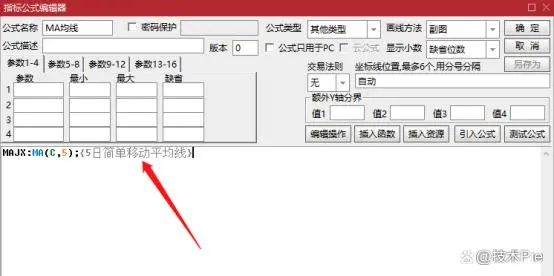 指标公式编辑器
公式名称 MA均线 密码保护 公式类型 其他类型 画线方法 副图 确 定
公式描述 版本 0 公式只用于PC 云公式 显示小数 缺省位数 取 消
参数1-4 参数5-8 参数9-12 参数13-16 交易法则 坐标线位置,最多6个,用分号分隔 另存为
参数 最小 最大 缺省 无 自动
1
2 额外Y轴分界
3 值1 值2 值3 值4
4 编辑操作 插入函数 插入资源 引入公式 测试公式
MAJX:MA(C,5);{5日简单移动平均线}
@技术Pie